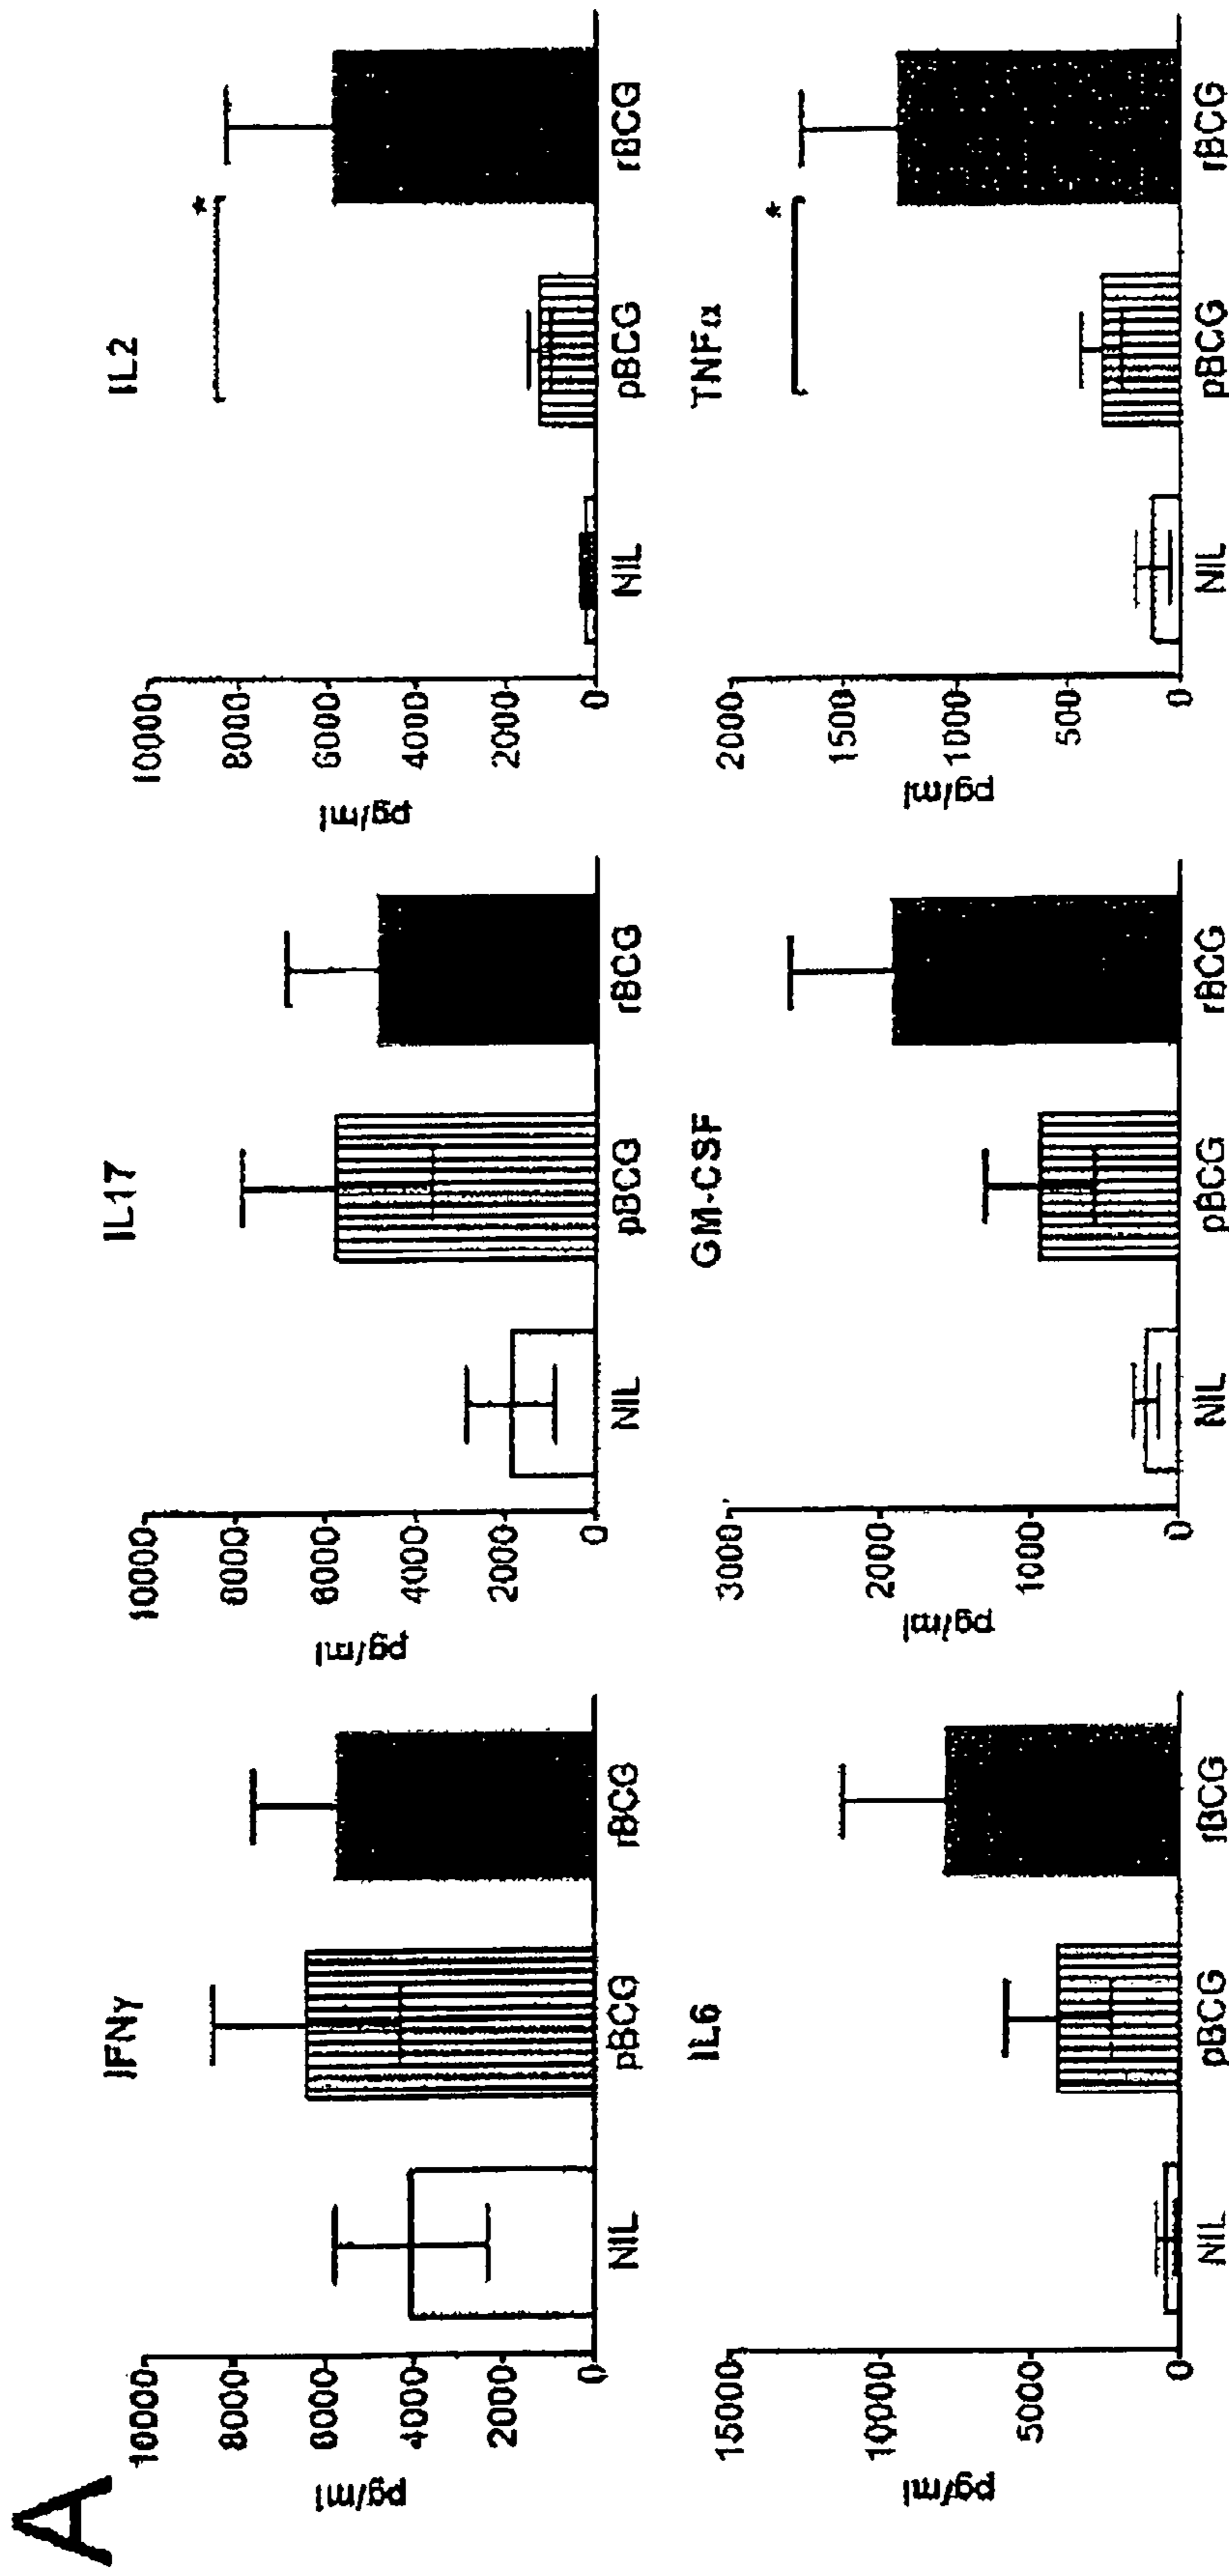 A
IFNγ
pg/ml
10000
8000
6000
4000
2000
0
NIL
pBCG
rBCG
IL17
pg/ml
10000
8000
6000
4000
2000
0
NIL
pBCG
rBCG
IL2
pg/ml
10000
8000
6000
4000
2000
0
*
NIL
pBCG
rBCG
IL6
pg/ml
15000
10000
5000
0
NIL
pBCG
rBCG
GM-CSF
pg/ml
3000
2000
1000
0
NIL
pBCG
rBCG
TNFα
pg/ml
2000
1500
1000
500
0
*
NIL
pBCG
rBCG